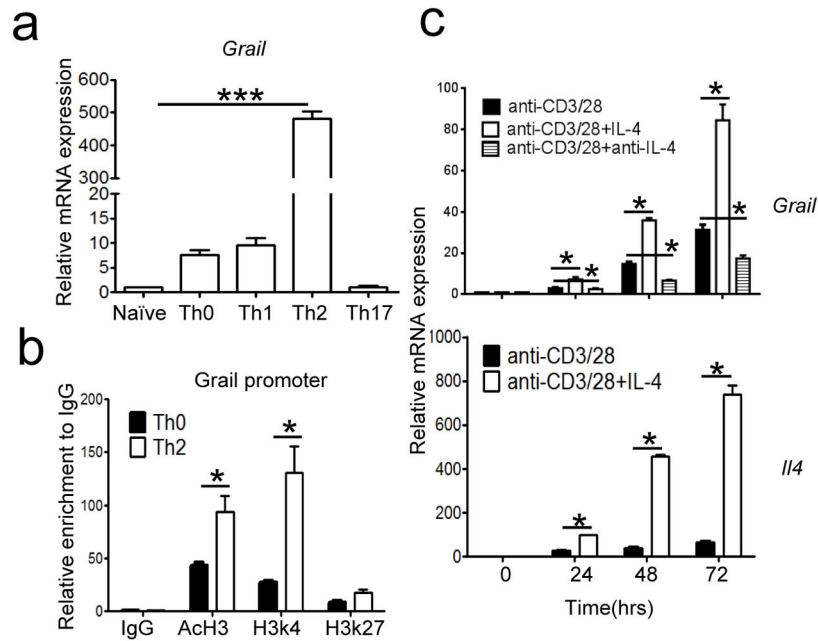 a
Grail
Relative mRNA expression
600
500
400
300
20
15
10
5
0
***
Naïve Th0 Th1 Th2 Th17
b
Grail promoter
Relative enrichment to IgG
200
150
100
50
0
Th0
Th2
*
*
IgG AcH3 H3k4 H3k27
c
Relative mRNA expression
100
80
60
40
20
0
anti-CD3/28
anti-CD3/28+IL-4
anti-CD3/28+anti-IL-4
*
*
*
*
*
*
Grail
1000
800
600
400
200
0
anti-CD3/28
anti-CD3/28+IL-4
*
*
*
Il4
0 24 48 72
Time(hrs)